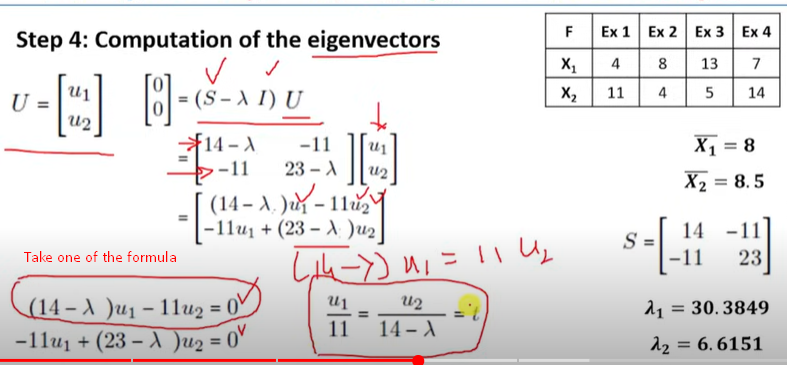 Step 4: Computation of the eigenvectors
F Ex 1 Ex 2 Ex 3 Ex 4
X₁ 4 8 13 7
X₂ 11 4 5 14
U = [u₁ u₂] [0 0] = (S – λ I) U
= [14 – λ -11
-11 23 – λ] [u₁ u₂]
= [(14 – λ )u₁ – 11u₂
-11u₁ + (23 – λ )u₂]
(14-λ) u₁ = 11 u₂
Take one of the formula
(14 – λ )u₁ – 11u₂ = 0
-11u₁ + (23 – λ )u₂ = 0
u₁/11 = u₂/(14 – λ) = t
X̅₁ = 8
X̅₂ = 8.5
S = [14 -11
-11 23]
λ₁ = 30.3849
λ₂ = 6.6151